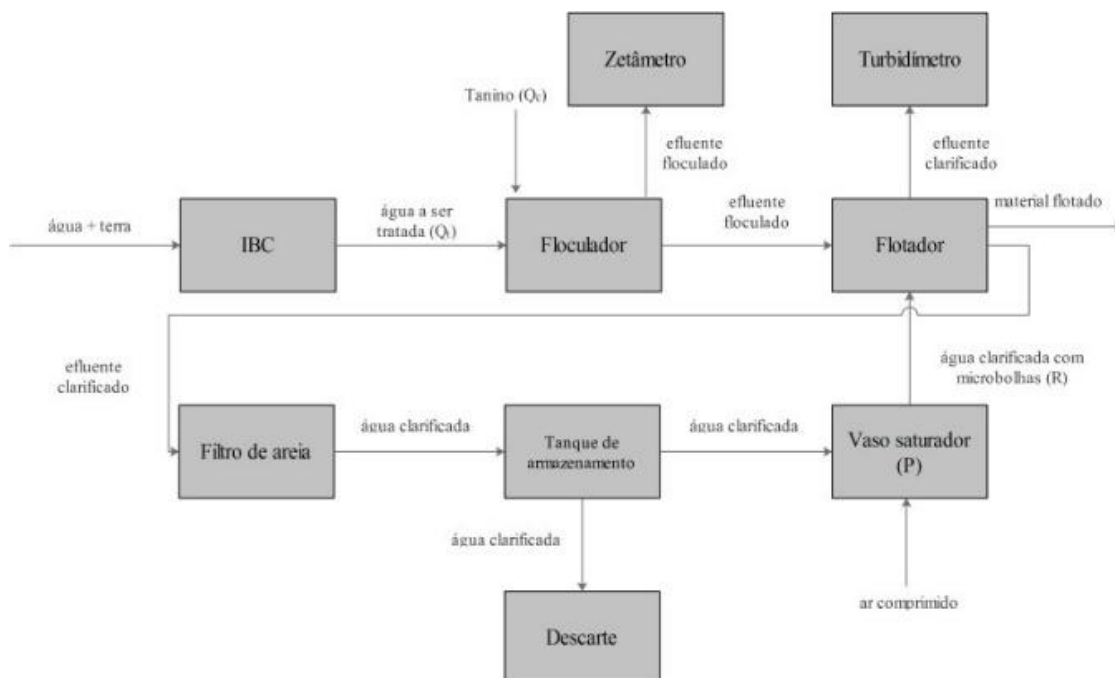 Zetâmetro
Turbidímetro
Tanino (Qc)
efluente
floculado
efluente
clarificado
água + terra
IBC
água a ser
tratada (Qt)
Floculador
efluente
floculado
Flotador
material flotado
efluente
clarificado
água clarificada com
microbolhas (R)
Filtro de areia
água clarificada
Tanque de
armazenamento
água clarificada
Vaso saturador
(P)
água clarificada
ar comprimido
Descarte